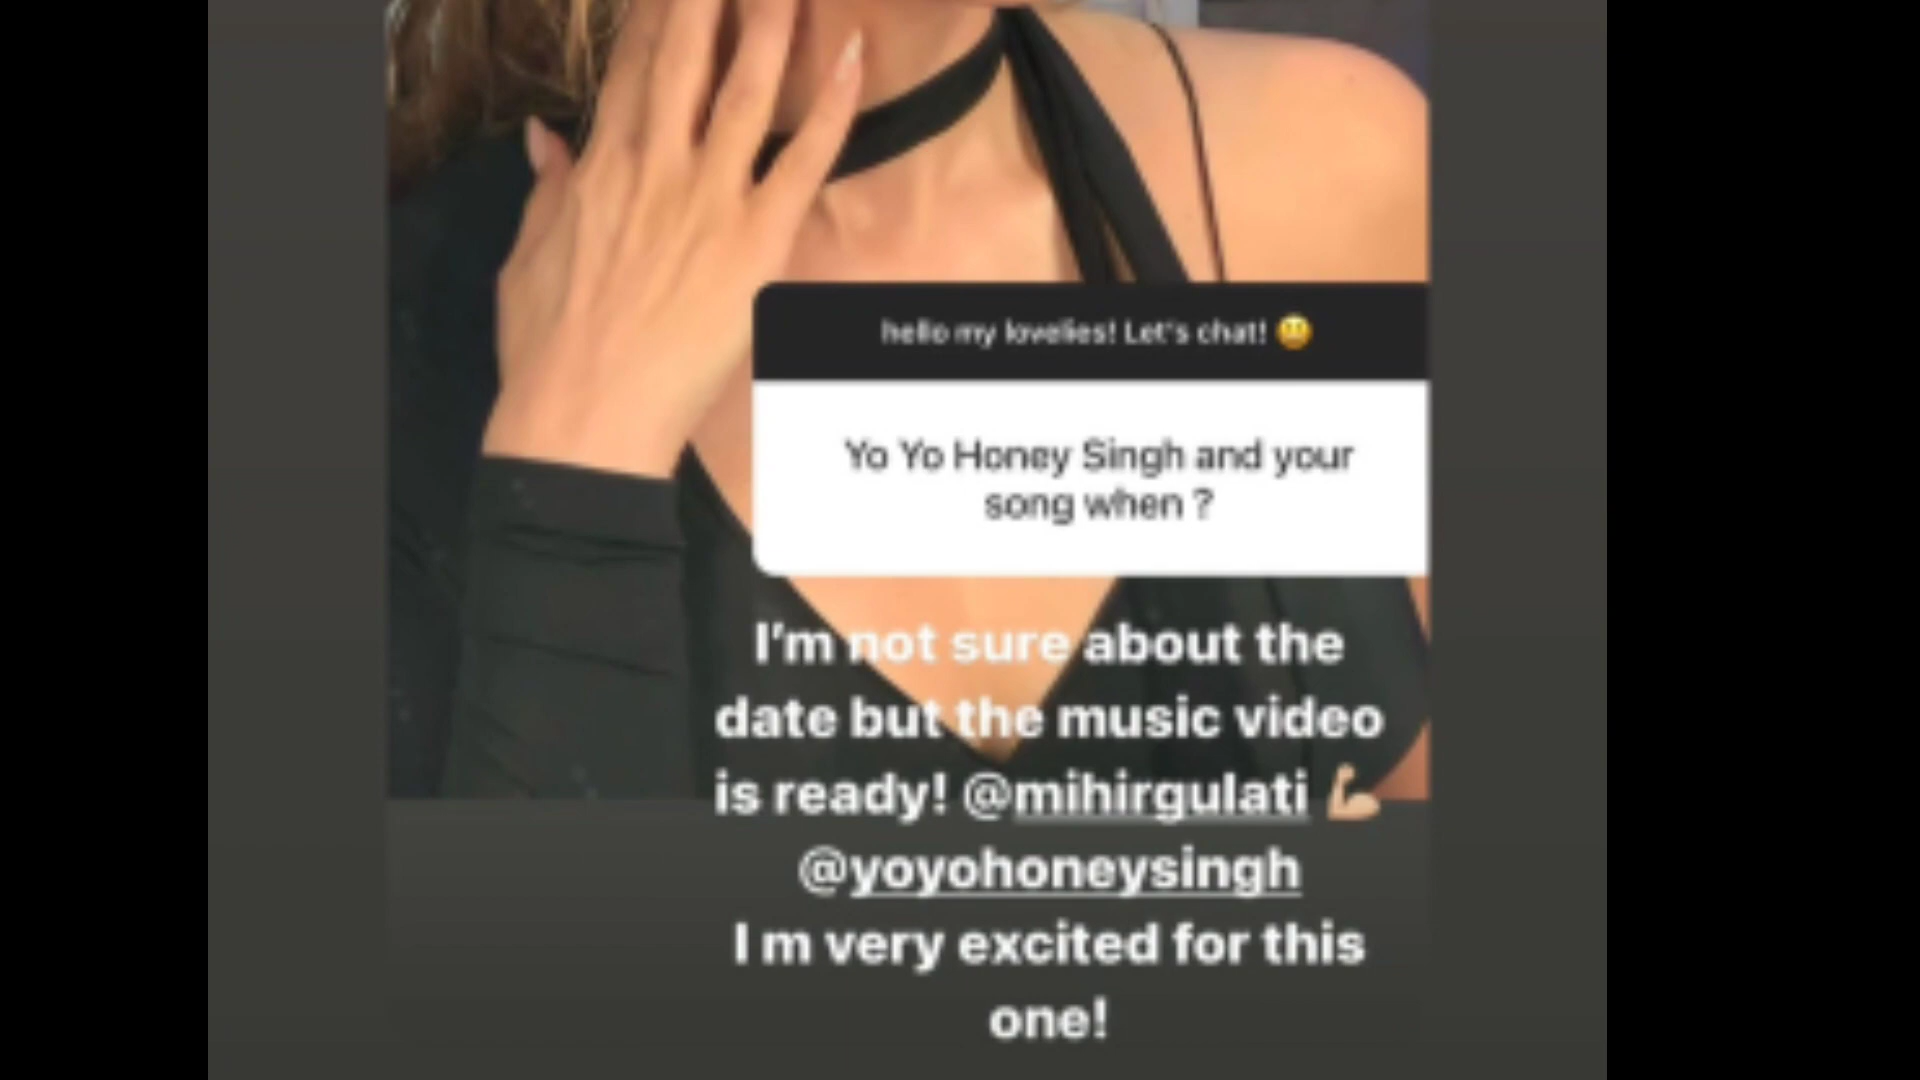 hello my lovelies! Let's chat! 🙂
Yo Yo Honey Singh and your
song when ?
I'm not sure about the
date but the music video
is ready! @mihirgulati 💪🏼
@yoyohoneysingh
I m very excited for this
one!